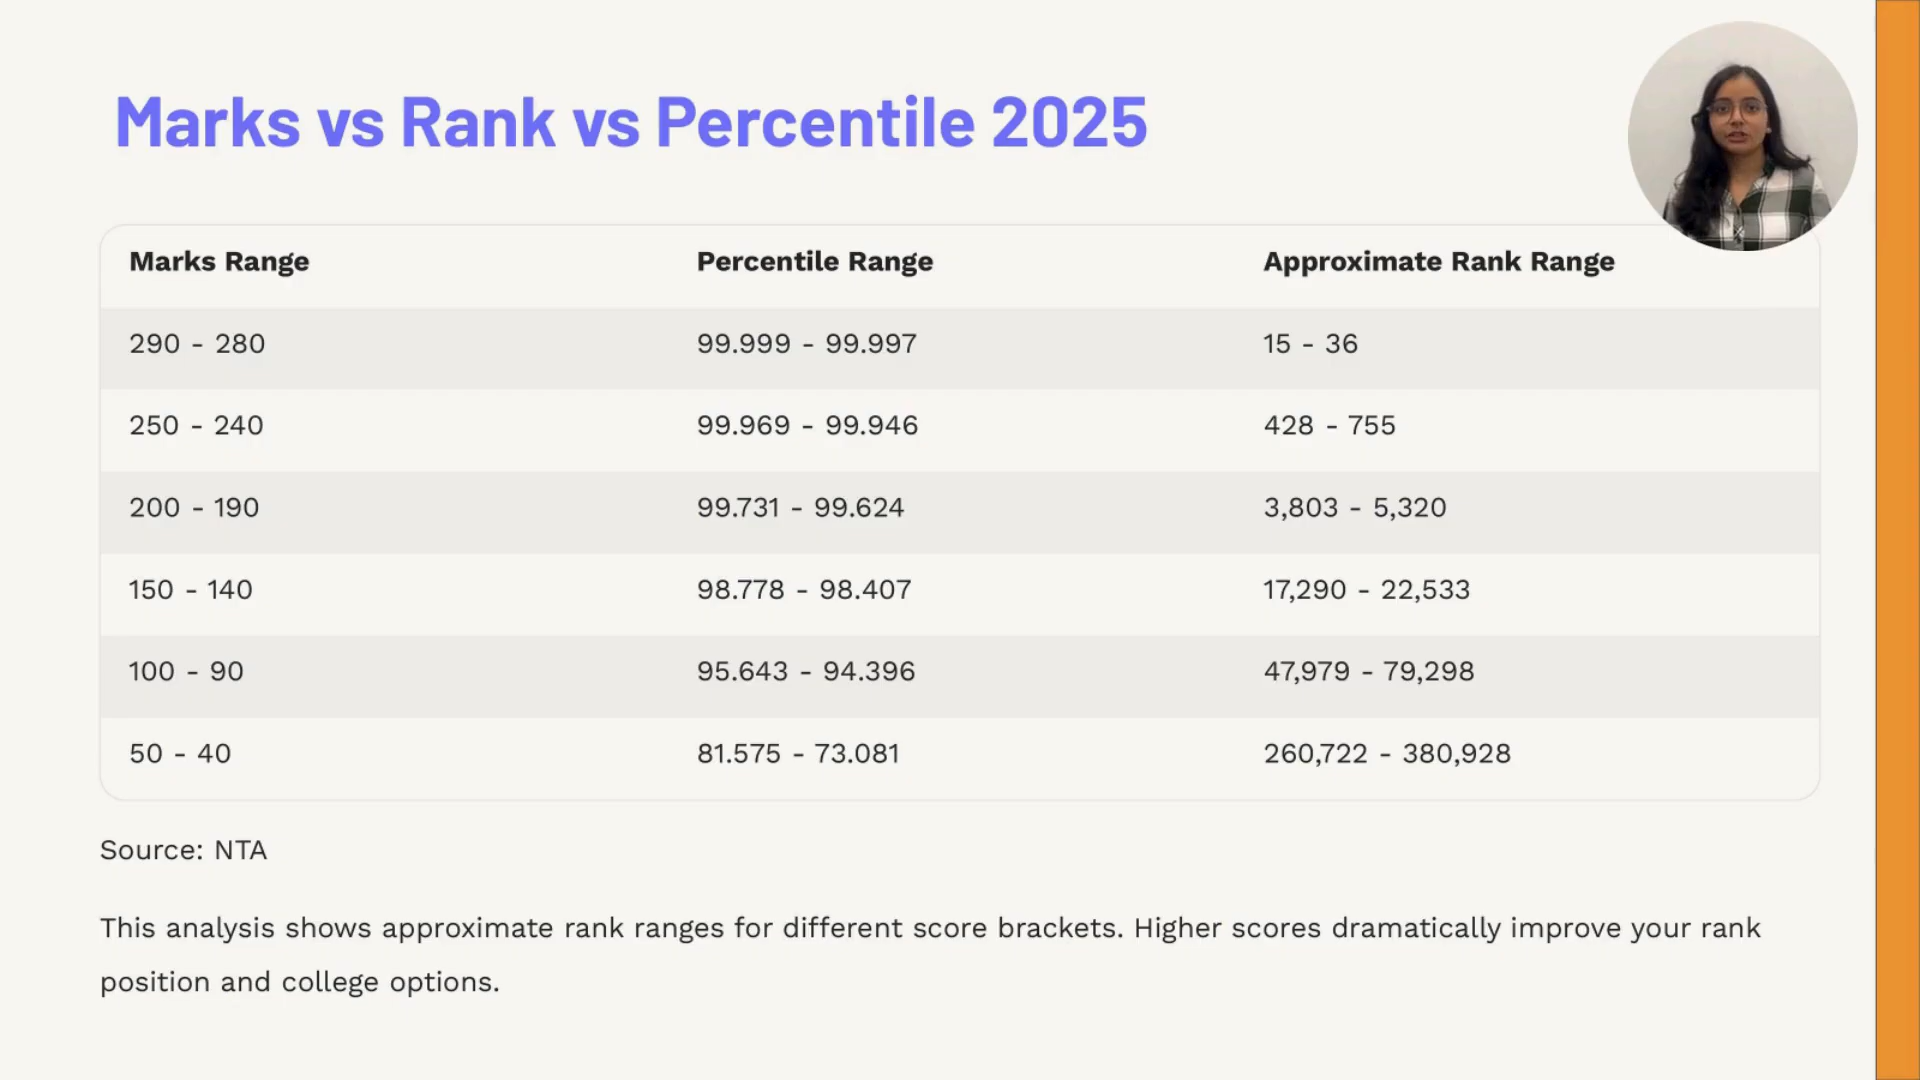 Marks vs Rank vs Percentile 2025
Marks Range Percentile Range Approximate Rank Range
290 - 280 99.999 - 99.997 15 - 36
250 - 240 99.969 - 99.946 428 - 755
200 - 190 99.731 - 99.624 3,803 - 5,320
150 - 140 98.778 - 98.407 17,290 - 22,533
100 - 90 95.643 - 94.396 47,979 - 79,298
50 - 40 81.575 - 73.081 260,722 - 380,928
Source: NTA
This analysis shows approximate rank ranges for different score brackets. Higher scores dramatically improve your rank
position and college options.